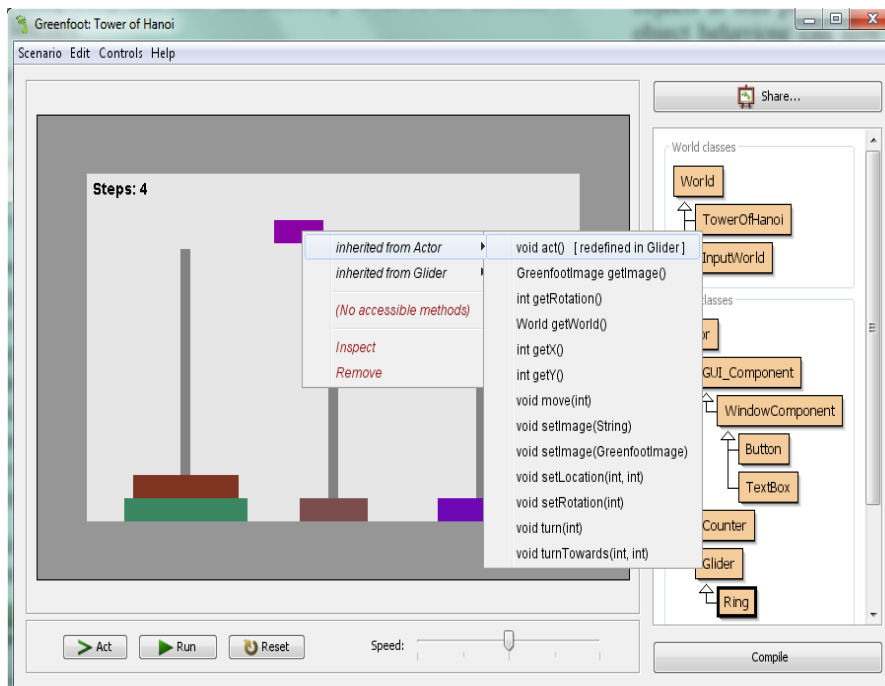 Greenfoot: Tower of Hanoi
Scenario Edit Controls Help
Share...
Steps: 4
inherited from Actor
inherited from Glider
(No accessible methods)
Inspect
Remove
void act() [ redefined in Glider ]
GreenfootImage getImage()
int getRotation()
World getWorld()
int getX()
int getY()
void move(int)
void setImage(String)
void setImage(GreenfootImage)
void setLocation(int, int)
void setRotation(int)
void turn(int)
void turnTowards(int, int)
World classes
World
TowerOfHanoi
InputWorld
classes
or
GUI_Component
WindowComponent
Button
TextBox
Counter
Glider
Ring
Act
Run
Reset
Speed:
Compile